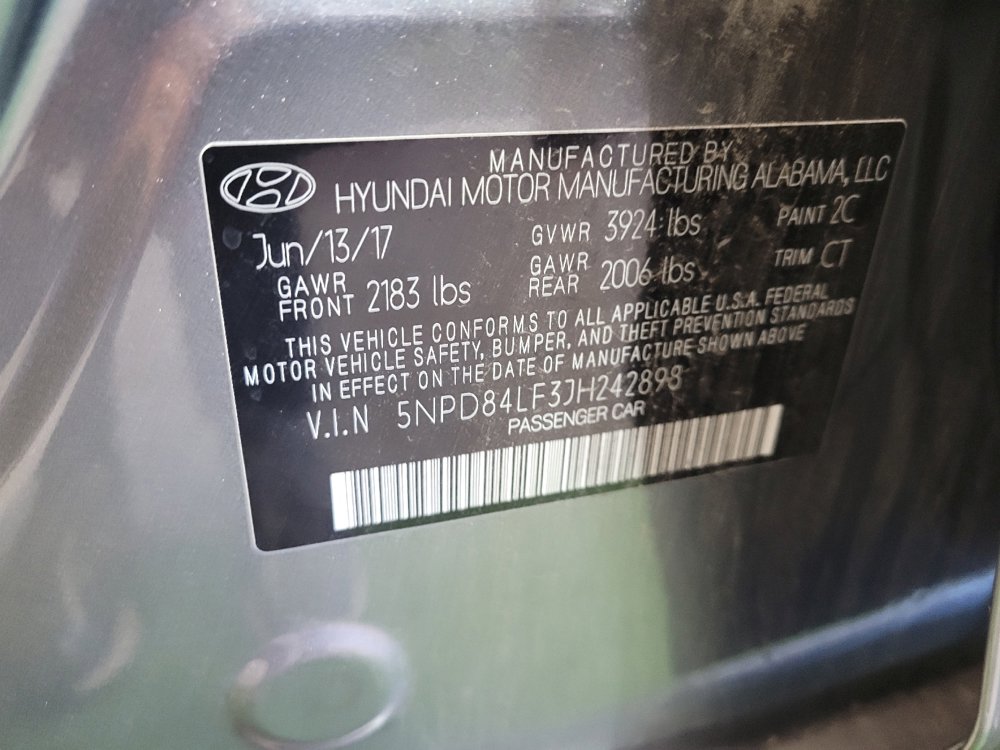 MANUFACTURED BY
HYUNDAI MOTOR MANUFACTURING ALABAMA, LLC
Jun/13/17 GVWR 3924 lbs PAINT 2C
GAWR FRONT 2183 lbs GAWR REAR 2006 lbs TRIM CT
THIS VEHICLE CONFORMS TO ALL APPLICABLE U.S.A. FEDERAL
MOTOR VEHICLE SAFETY, BUMPER, AND THEFT PREVENTION STANDARDS
IN EFFECT ON THE DATE OF MANUFACTURE SHOWN ABOVE
V.I.N 5NPD84LF3JH242898
PASSENGER CAR